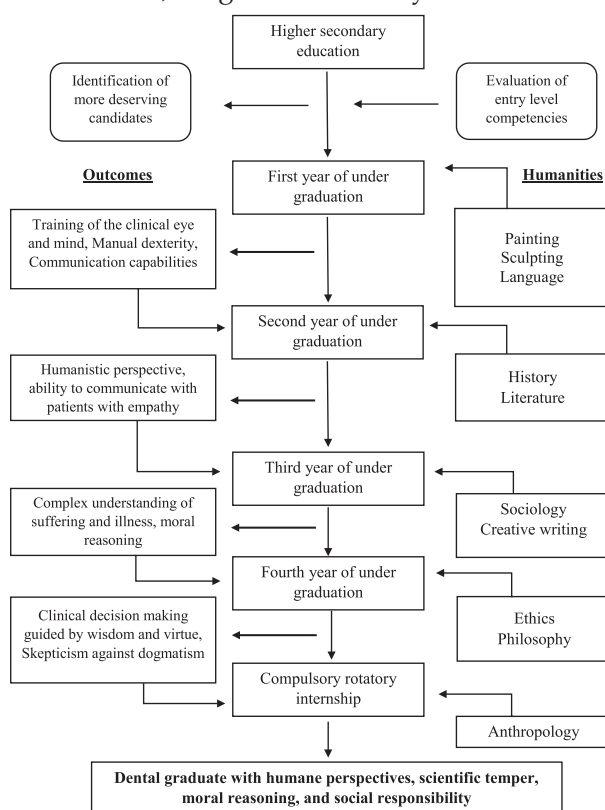 Higher secondary
education
Identification of
more deserving
candidates
Evaluation of
entry level
competencies
Outcomes
Humanities
First year of under
graduation
Training of the clinical eye
and mind, Manual dexterity,
Communication capabilities
Painting
Sculpting
Language
Second year of under
graduation
Humanistic perspective,
ability to communicate with
patients with empathy
History
Literature
Third year of under
graduation
Complex understanding of
suffering and illness, moral
reasoning
Sociology
Creative writing
Fourth year of under
graduation
Clinical decision making
guided by wisdom and virtue,
Skepticism against dogmatism
Ethics
Philosophy
Compulsory rotatory
internship
Anthropology
Dental graduate with humane perspectives, scientific temper,
moral reasoning, and social responsibility